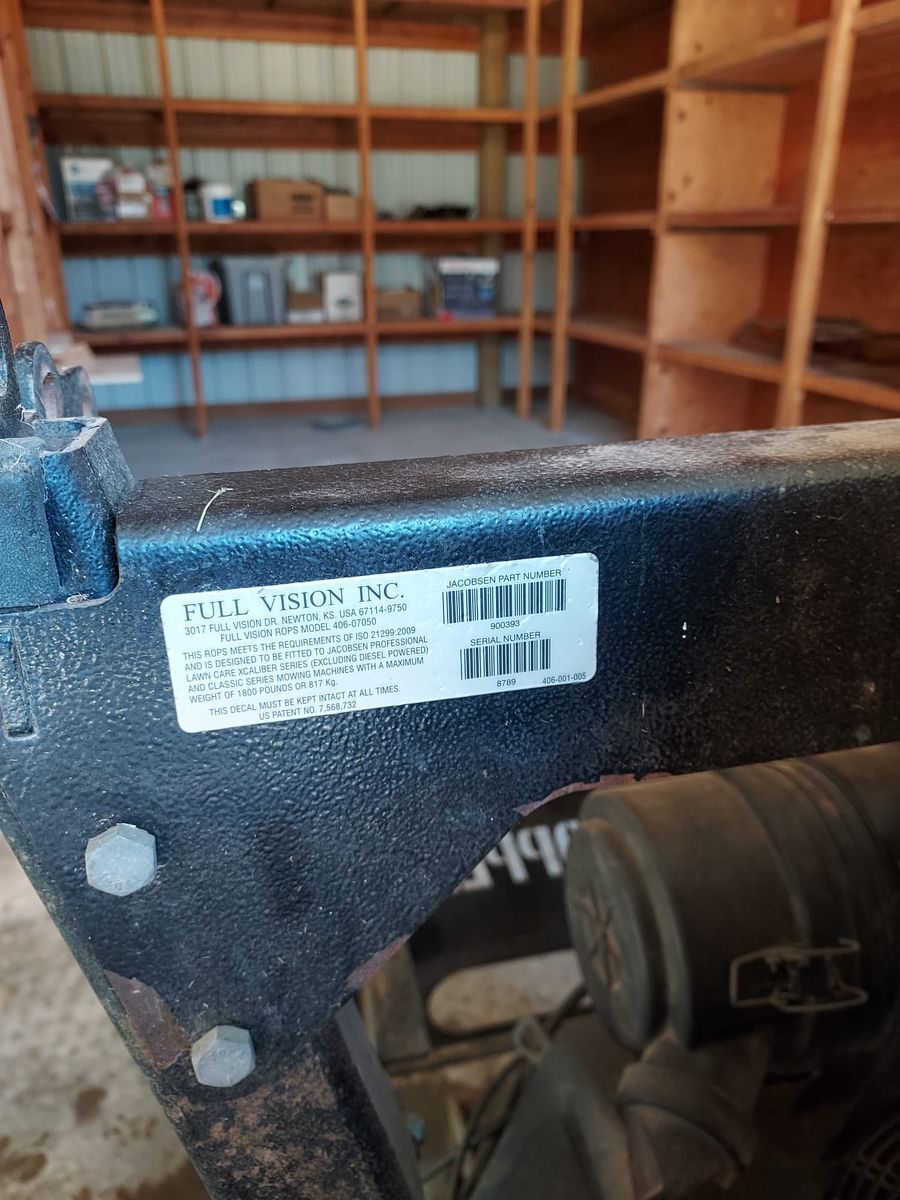 FULL VISION INC.
3017 FULL VISION DR. NEWTON, KS. USA 67114-9750
FULL VISION ROPS MODEL 406-07050
THIS ROPS MEETS THE REQUIREMENTS OF ISO 21299:2009
AND IS DESIGNED TO BE FITTED TO JACOBSEN PROFESSIONAL
LAWN CARE XCALIBER SERIES (EXCLUDING DIESEL POWERED)
AND CLASSIC SERIES MOWING MACHINES WITH A MAXIMUM
WEIGHT OF 1800 POUNDS OR 817 Kg.
THIS DECAL MUST BE KEPT INTACT AT ALL TIMES.
US PATENT NO. 7,568,732
JACOBSEN PART NUMBER
900393
SERIAL NUMBER
8789
406-001-005